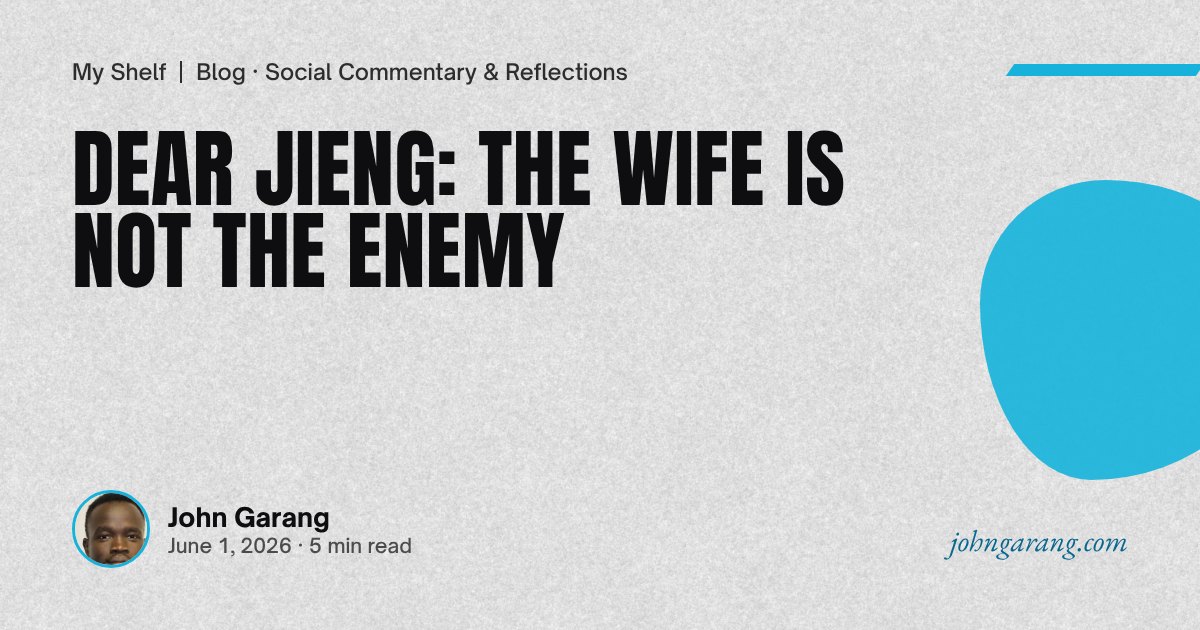 My Shelf | Blog · Social Commentary & Reflections
DEAR JIENG: THE WIFE IS
NOT THE ENEMY
John Garang
June 1, 2026 · 5 min read
johngarang.com